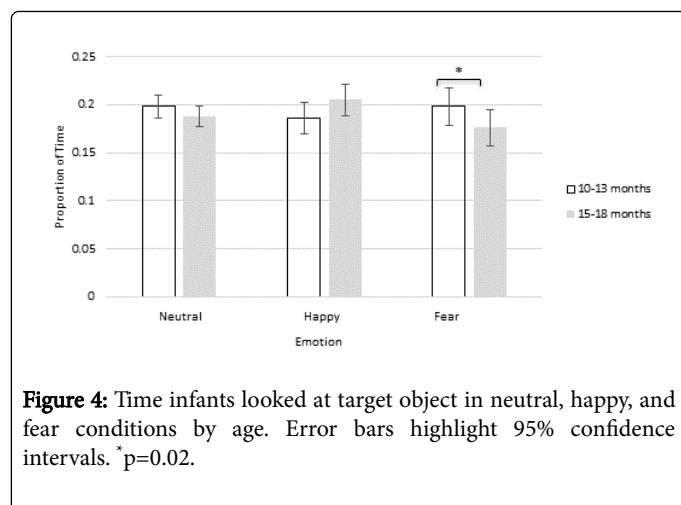 0.25
*
0.2
0.15
0.1
0.05
0
Proportion of Time
10-13 months
15-18 months
Neutral
Happy
Fear
Emotion
Figure 4: Time infants looked at target object in neutral, happy, and
fear conditions by age. Error bars highlight 95% confidence
intervals. *p=0.02.